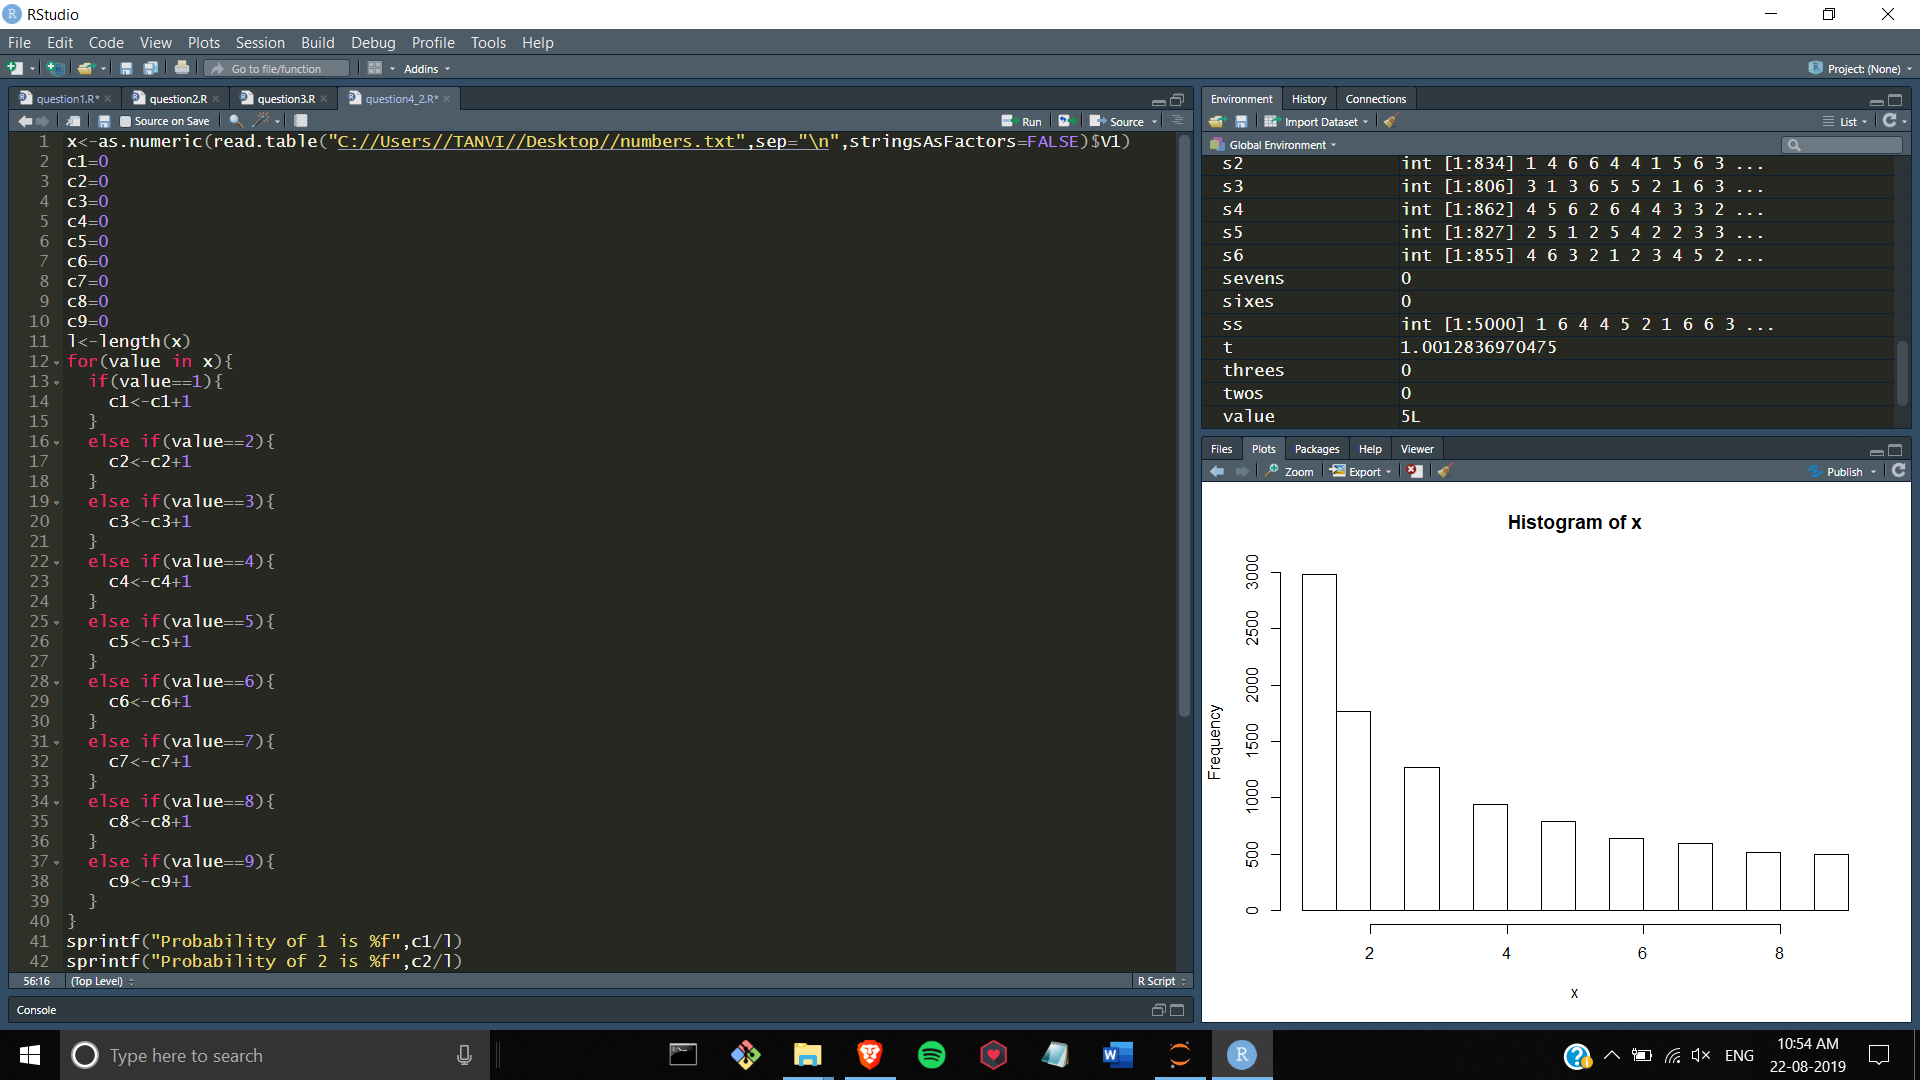 RStudio
File Edit Code View Plots Session Build Debug Profile Tools Help
Go to file/function Addins Project: (None)
question1.R* question2.R question3.R question4_2.R*
Source on Save Run Source
1 x<-as.numeric(read.table("C://Users//TANVI//Desktop//numbers.txt",sep="\n",stringsAsFactors=FALSE)$V1)
2 c1=0
3 c2=0
4 c3=0
5 c4=0
6 c5=0
7 c6=0
8 c7=0
9 c8=0
10 c9=0
11 l<-length(x)
12 for(value in x){
13 if(value==1){
14 c1<-c1+1
15 }
16 else if(value==2){
17 c2<-c2+1
18 }
19 else if(value==3){
20 c3<-c3+1
21 }
22 else if(value==4){
23 c4<-c4+1
24 }
25 else if(value==5){
26 c5<-c5+1
27 }
28 else if(value==6){
29 c6<-c6+1
30 }
31 else if(value==7){
32 c7<-c7+1
33 }
34 else if(value==8){
35 c8<-c8+1
36 }
37 else if(value==9){
38 c9<-c9+1
39 }
40 }
41 sprintf("Probability of 1 is %f",c1/l)
42 sprintf("Probability of 2 is %f",c2/l)
56:16 (Top Level) R Script
Console
Environment History Connections
Import Dataset List
Global Environment
s2 int [1:834] 1 4 6 6 4 4 1 5 6 3 ...
s3 int [1:806] 3 1 3 6 5 5 2 1 6 3 ...
s4 int [1:862] 4 5 6 2 6 4 4 3 3 2 ...
s5 int [1:827] 2 5 1 2 5 4 2 2 3 3 ...
s6 int [1:855] 4 6 3 2 1 2 3 4 5 2 ...
sevens 0
sixes 0
ss int [1:5000] 1 6 4 4 5 2 1 6 6 3 ...
t 1.0012836970475
threes 0
twos 0
value 5L
Files Plots Packages Help Viewer
Zoom Export Publish
Histogram of x
Frequency
3000
2500
2000
1500
1000
500
0
2 4 6 8
x
Type here to search
ENG
10:54 AM
22-08-2019